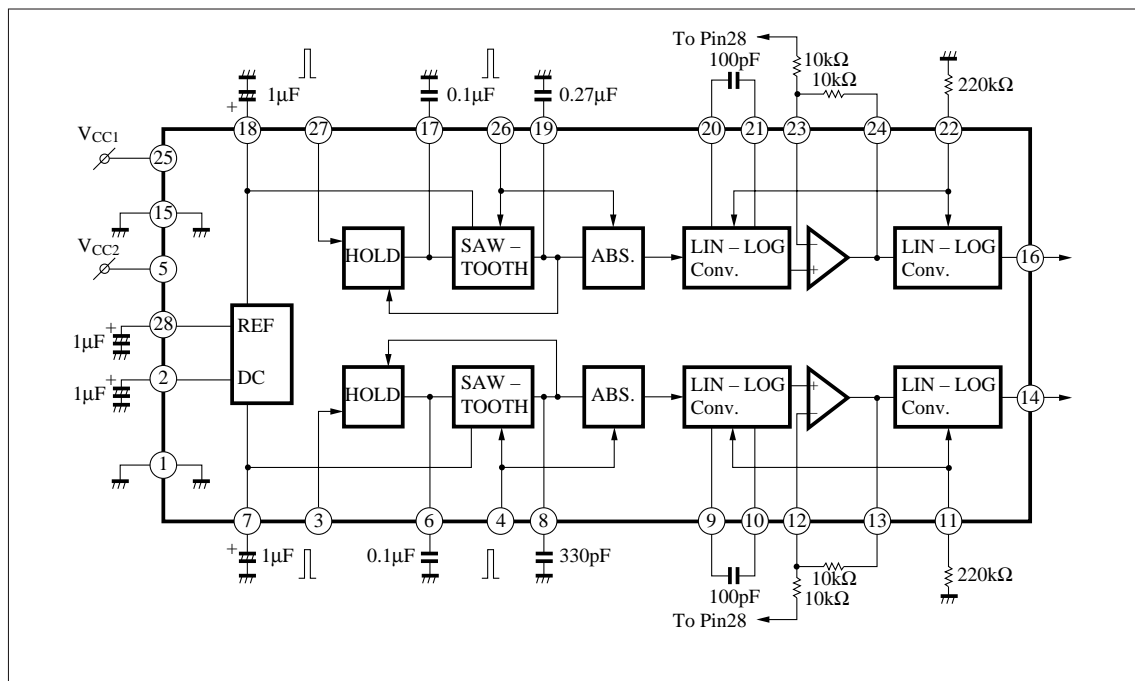 To Pin28
10kΩ
100pF
10kΩ
1μF
+
0.1μF
0.27μF
220kΩ
18
27
17
26
19
20
21
23
24
22
VCC1
25
15
VCC2
5
HOLD
SAW –
TOOTH
ABS.
LIN – LOG
Conv.
–
+
LIN – LOG
Conv.
16
28
+
1μF
REF
2
+
1μF
DC
HOLD
SAW –
TOOTH
ABS.
LIN – LOG
Conv.
+
–
LIN – LOG
Conv.
14
1
7
3
6
4
8
9
10
12
13
11
+
1μF
0.1μF
330pF
100pF
10kΩ
10kΩ
220kΩ
To Pin28